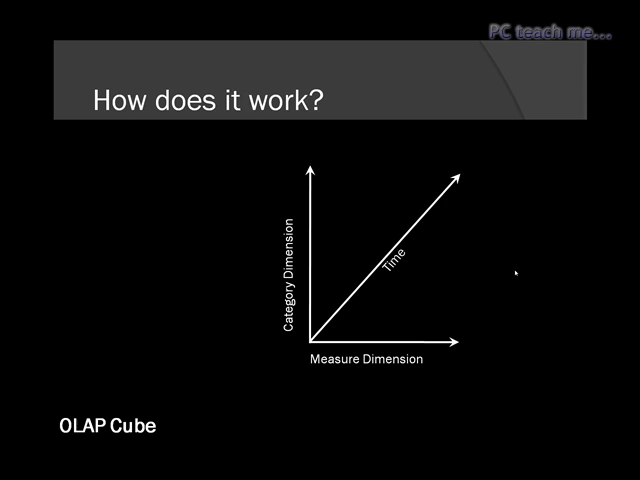 PC teach me...
How does it work?
Category Dimension
Time
Measure Dimension
OLAP Cube